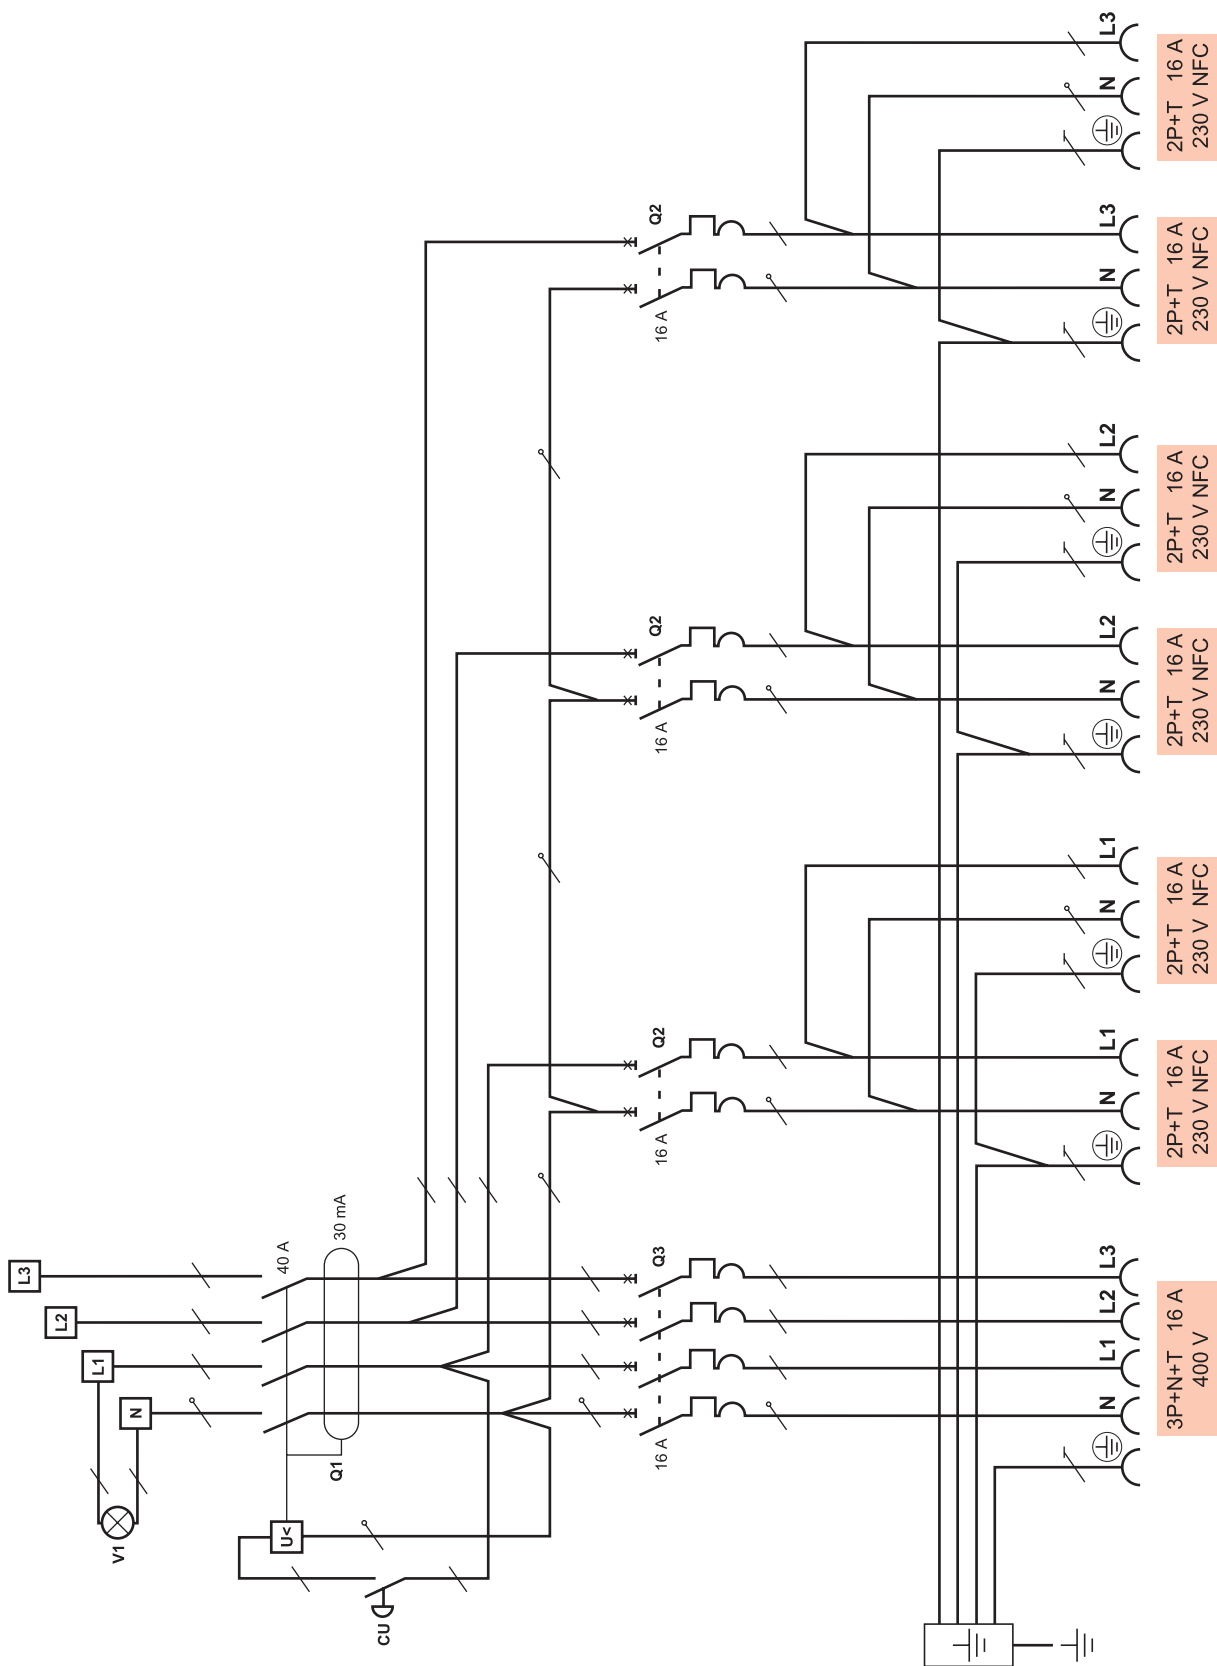 L3
L2
L1
V1
N
U<
40 A
Q1
30 mA
CU
Q3
Q2
Q2
Q2
16 A
16 A
16 A
16 A
N L1 L2 L3
N L1
N L1
N L2
N L2
N L3
N L3
3P+N+T 16 A
400 V
2P+T 16 A
230 V NFC
2P+T 16 A
230 V NFC
2P+T 16 A
230 V NFC
2P+T 16 A
230 V NFC
2P+T 16 A
230 V NFC
2P+T 16 A
230 V NFC